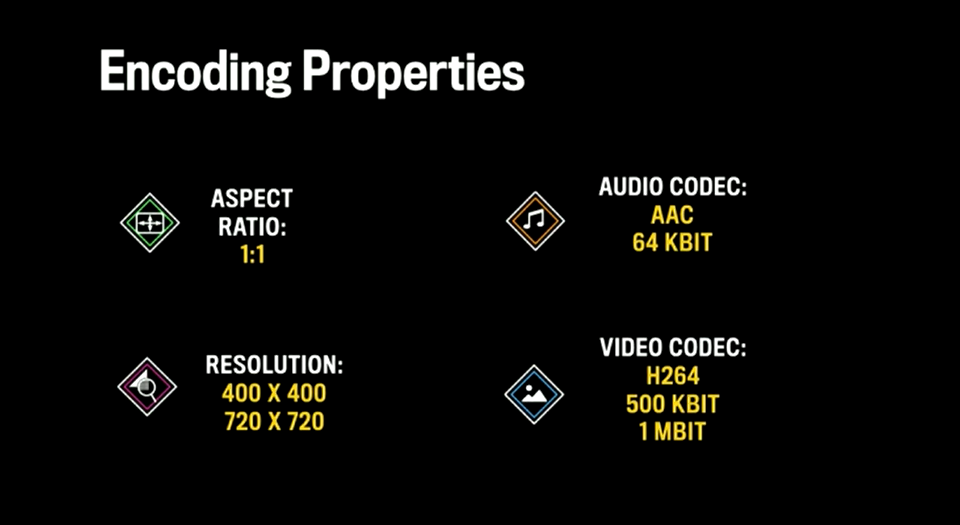 Encoding Properties
ASPECT
RATIO:
1:1
AUDIO CODEC:
AAC
64 KBIT
RESOLUTION:
400 X 400
720 X 720
VIDEO CODEC:
H264
500 KBIT
1 MBIT